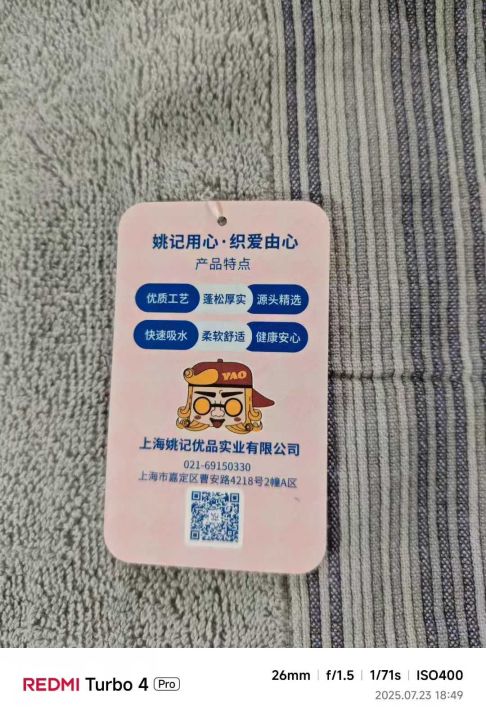 姚记用心·织爱由心
产品特点
优质工艺 蓬松厚实 源头精选
快速吸水 柔软舒适 健康安心
YAO
上海姚记优品实业有限公司
021-69150330
上海市嘉定区曹安路4218号2幢A区
REDMI Turbo 4 Pro
26mm | f/1.5 | 1/71s | ISO400
2025.07.23 18:49